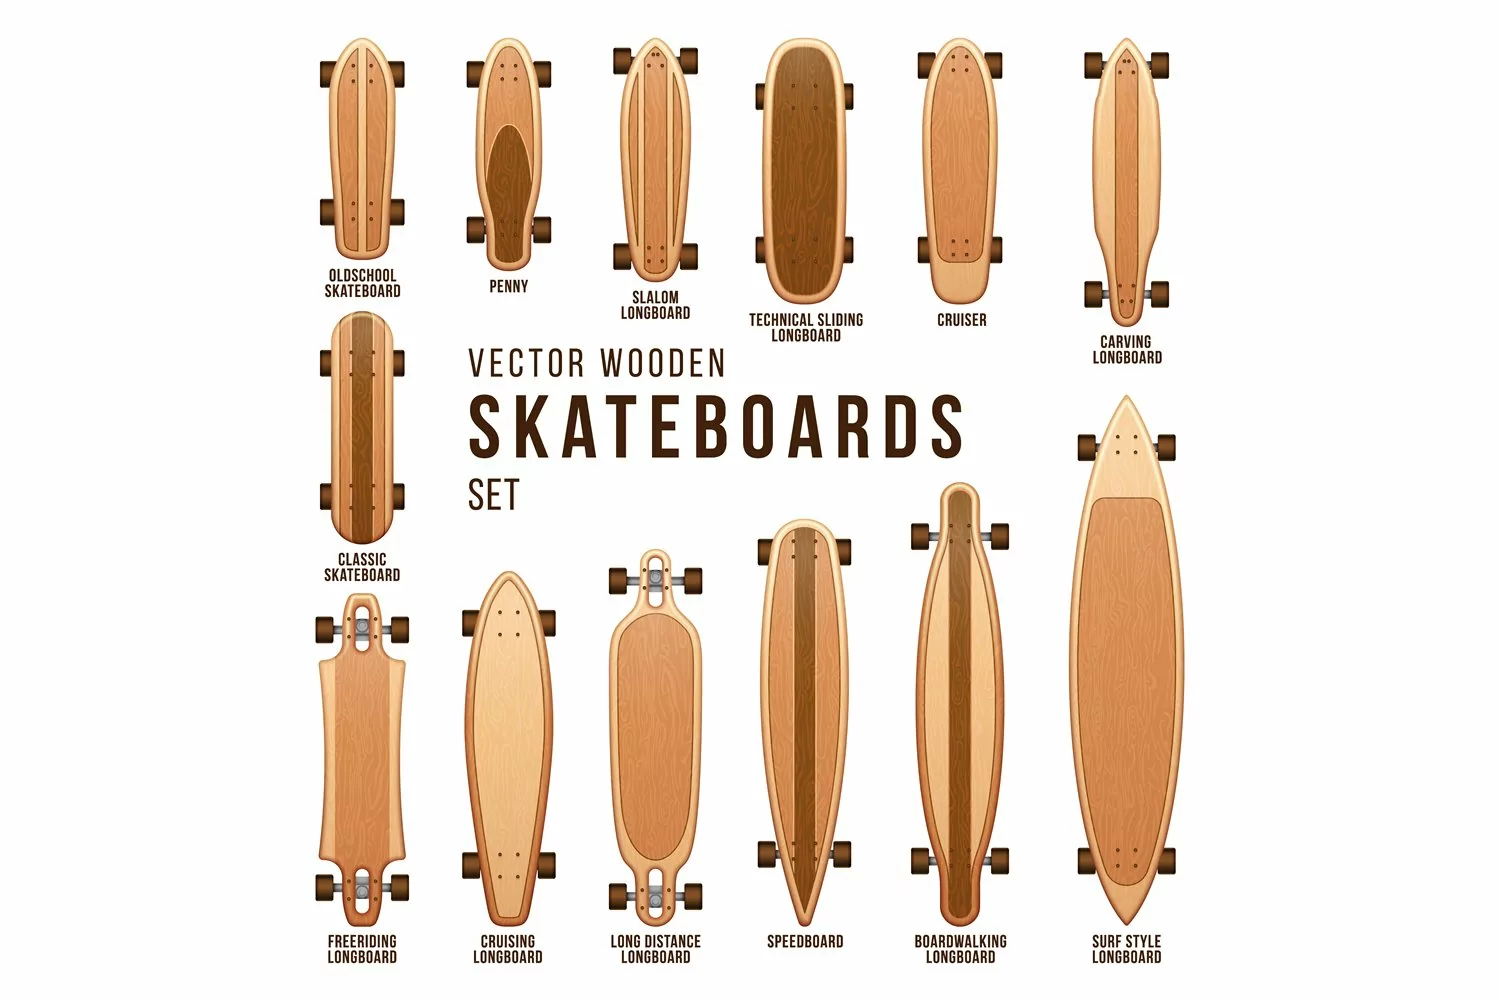 OLDSCHOOL
SKATEBOARD
PENNY
SLALOM
LONGBOARD
TECHNICAL SLIDING
LONGBOARD
CRUISER
CARVING
LONGBOARD
VECTOR WOODEN
SKATEBOARDS
SET
CLASSIC
SKATEBOARD
FREERIDING
LONGBOARD
CRUISING
LONGBOARD
LONG DISTANCE
LONGBOARD
SPEEDBOARD
BOARDWALKING
LONGBOARD
SURF STYLE
LONGBOARD